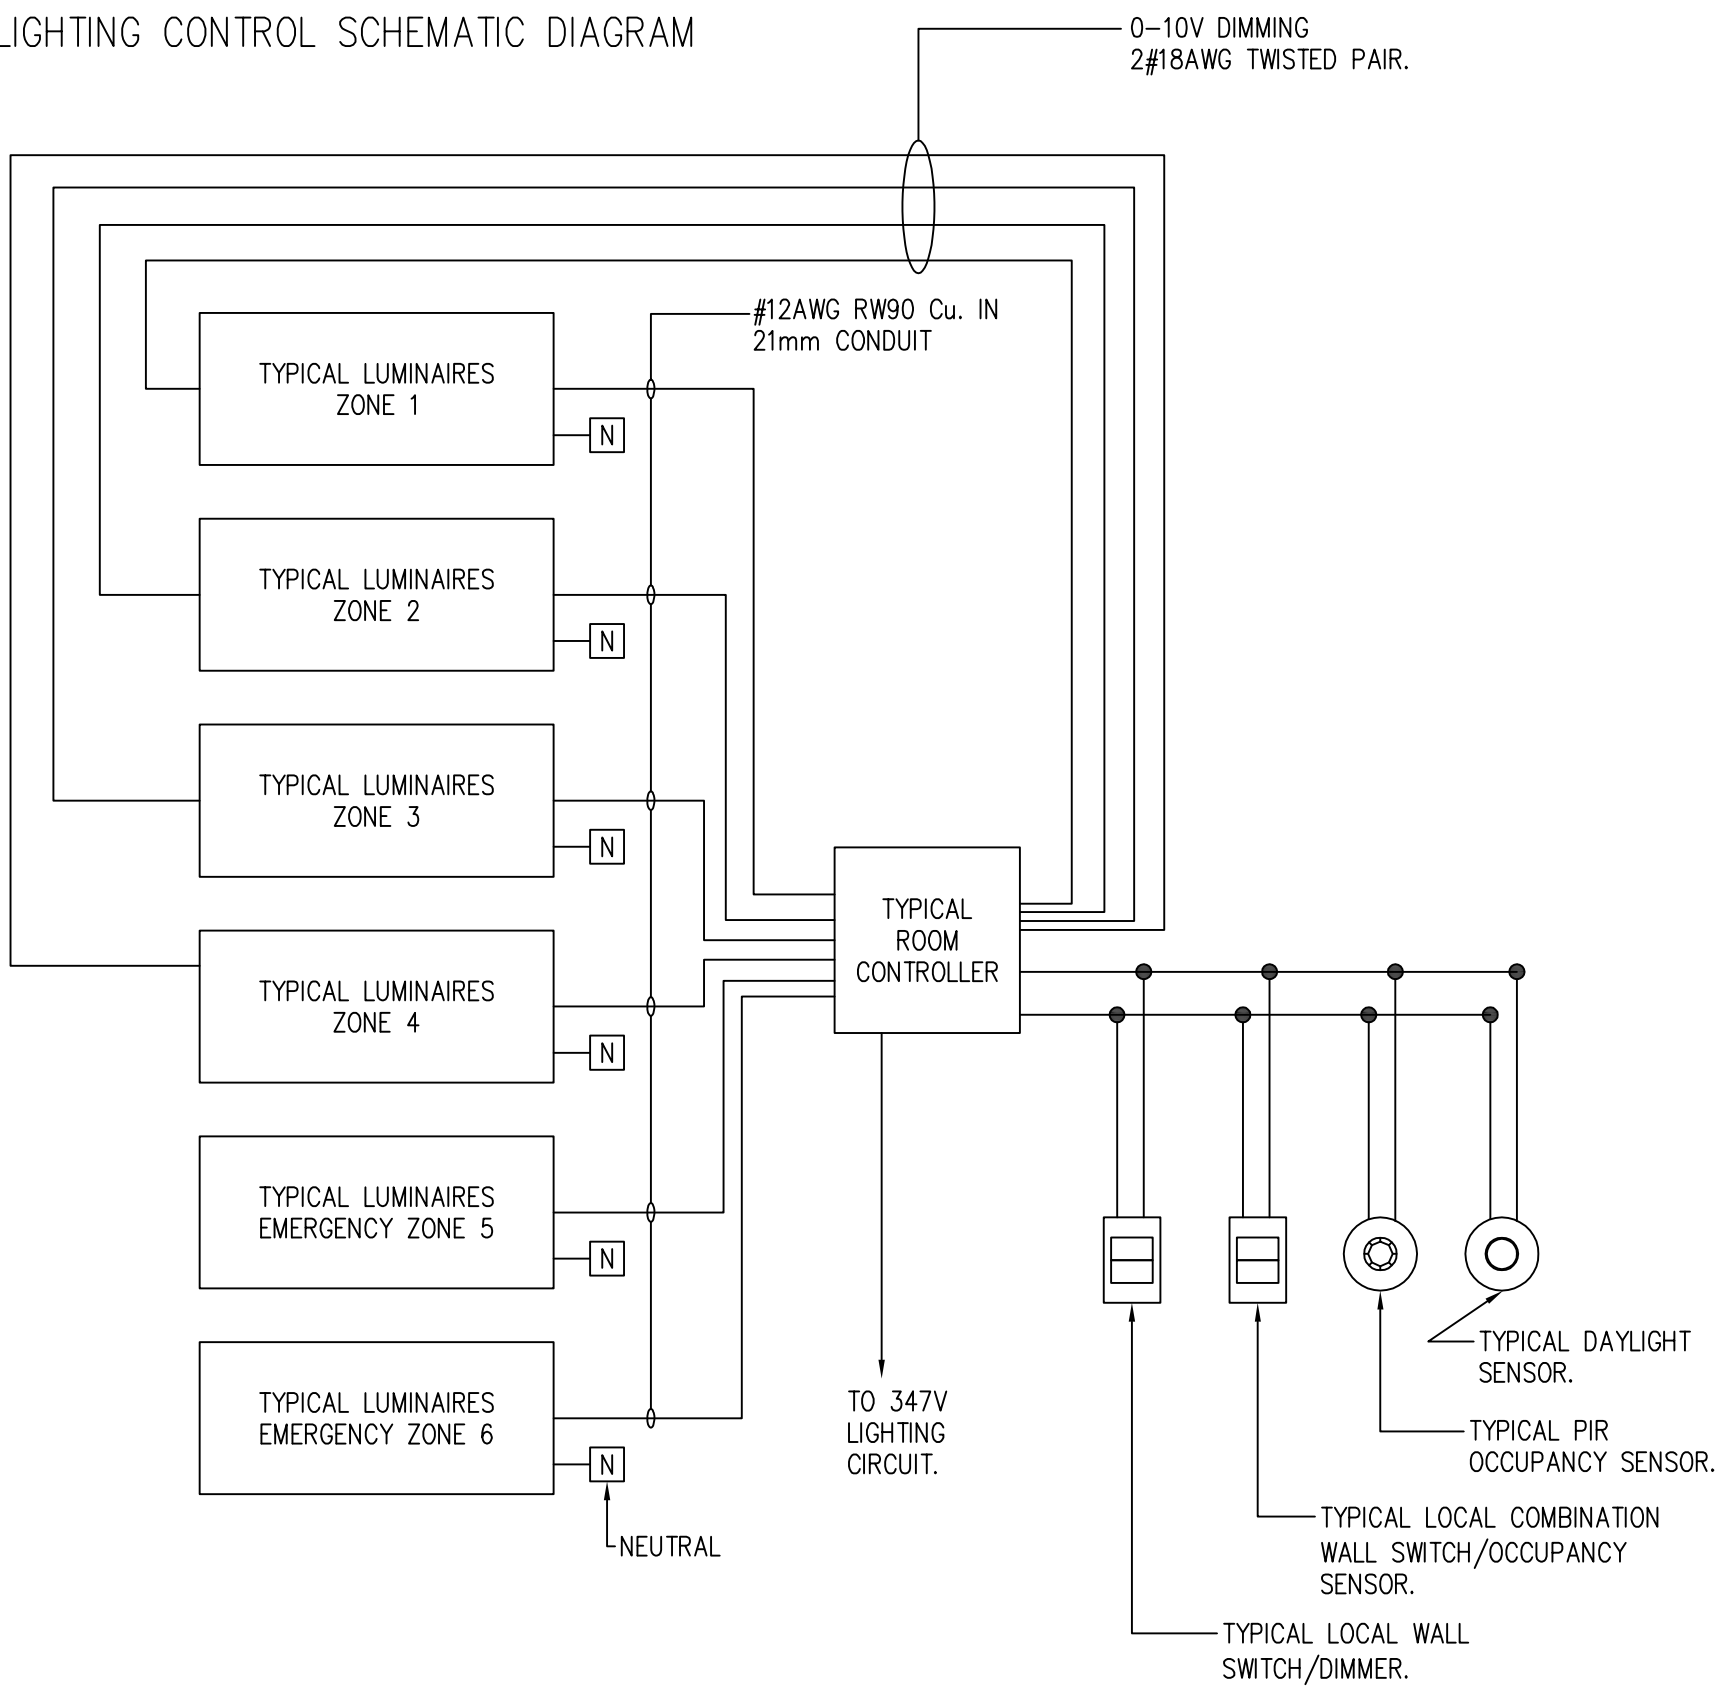 LIGHTING CONTROL SCHEMATIC DIAGRAM
0-10V DIMMING
2#18AWG TWISTED PAIR.
#12AWG RW90 Cu. IN
21mm CONDUIT
TYPICAL LUMINAIRES
ZONE 1
N
TYPICAL LUMINAIRES
ZONE 2
N
TYPICAL LUMINAIRES
ZONE 3
N
TYPICAL
ROOM
CONTROLLER
TYPICAL LUMINAIRES
ZONE 4
N
TYPICAL LUMINAIRES
EMERGENCY ZONE 5
N
TYPICAL LUMINAIRES
EMERGENCY ZONE 6
N
NEUTRAL
TO 347V
LIGHTING
CIRCUIT.
TYPICAL DAYLIGHT
SENSOR.
TYPICAL PIR
OCCUPANCY SENSOR.
TYPICAL LOCAL COMBINATION
WALL SWITCH/OCCUPANCY
SENSOR.
TYPICAL LOCAL WALL
SWITCH/DIMMER.